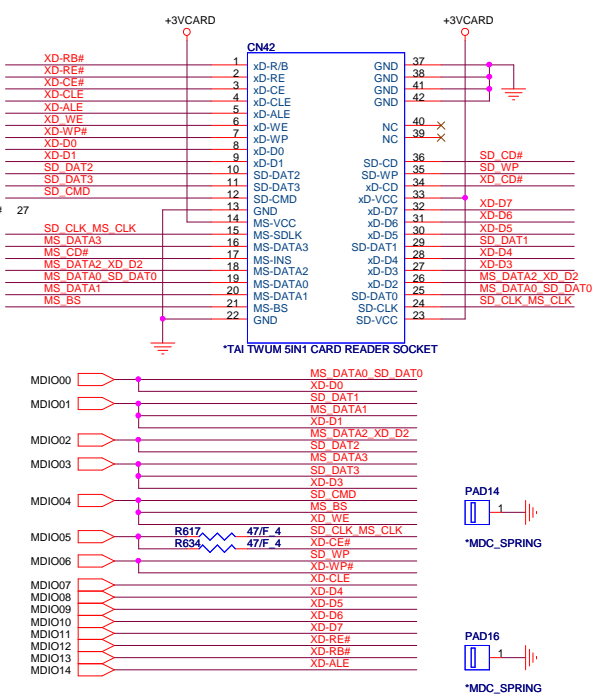 +3VCARD +3VCARD
CN42
XD-RB# 1 xD-R/B GND 37
XD-RE# 2 xD-RE GND 38
XD-CE# 3 xD-CE GND 41
XD-CLE 4 xD-CLE GND 42
XD-ALE 5 xD-ALE
XD_WE 6 xD-WE NC 40
XD-WP# 7 xD-WP NC 39
XD-D0 8 xD-D0
XD-D1 9 xD-D1 SD-CD 36 SD_CD#
SD_DAT2 10 SD-DAT2 SD-WP 35 SD_WP
SD_DAT3 11 SD-DAT3 xD-CD 34 XD_CD#
SD_CMD 12 SD-CMD xD-VCC 33
# 27 13 GND xD-D7 32 XD-D7
14 MS-VCC xD-D6 31 XD-D6
SD_CLK_MS_CLK 15 MS-SDLK xD-D5 30 XD-D5
MS_DATA3 16 MS-DATA3 SD-DAT1 29 SD_DAT1
MS_CD# 17 MS-INS xD-D4 28 XD-D4
MS_DATA2_XD_D2 18 MS-DATA2 xD-D3 27 XD-D3
MS_DATA0_SD_DAT0 19 MS-DATA0 xD-D2 26 MS_DATA2_XD_D2
MS_DATA1 20 MS-DATA1 SD-DAT0 25 MS_DATA0_SD_DAT0
MS_BS 21 MS-BS SD-CLK 24 SD_CLK_MS_CLK
22 GND SD-VCC 23
*TAI TWUM 5IN1 CARD READER SOCKET
MDIO00 MS_DATA0_SD_DAT0
XD-D0
MDIO01 SD_DAT1
MS_DATA1
XD-D1
MDIO02 MS_DATA2_XD_D2
SD_DAT2
MDIO03 MS_DATA3
SD_DAT3
XD-D3
MDIO04 SD_CMD
MS_BS
XD_WE
MDIO05 R617 47/F_4 SD_CLK_MS_CLK
R634 47/F_4 XD-CE#
MDIO06 SD_WP
XD-WP#
MDIO07 XD-CLE
MDIO08 XD-D4
MDIO09 XD-D5
MDIO10 XD-D6
MDIO11 XD-D7
MDIO12 XD-RE#
MDIO13 XD-RB#
MDIO14 XD-ALE
PAD14
1
*MDC_SPRING
PAD16
1
*MDC_SPRING